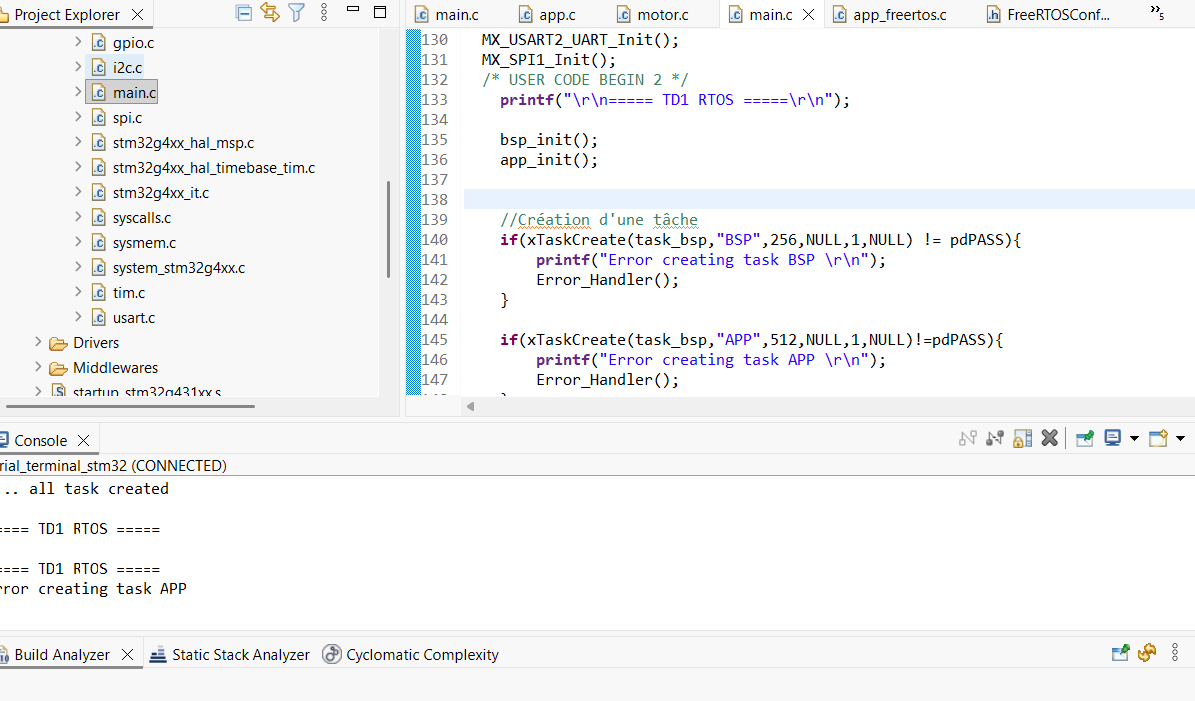 Project Explorer
main.c
app.c
motor.c
main.c
app_freertos.c
FreeRTOSConf...
5
gpio.c
i2c.c
main.c
spi.c
stm32g4xx_hal_msp.c
stm32g4xx_hal_timebase_tim.c
stm32g4xx_it.c
syscalls.c
sysmem.c
system_stm32g4xx.c
tim.c
usart.c
Drivers
Middlewares
startup_stm32g431xx.s
130 MX_USART2_UART_Init();
131 MX_SPI1_Init();
132 /* USER CODE BEGIN 2 */
133 printf("\r\n===== TD1 RTOS =====\r\n");
134
135 bsp_init();
136 app_init();
137
138
139 //Création d'une tâche
140 if(xTaskCreate(task_bsp,"BSP",256,NULL,1,NULL) != pdPASS){
141 printf("Error creating task BSP \r\n");
142 Error_Handler();
143 }
144
145 if(xTaskCreate(task_bsp,"APP",512,NULL,1,NULL)!=pdPASS){
146 printf("Error creating task APP \r\n");
147 Error_Handler();
Console
rial_terminal_stm32 (CONNECTED)
.. all task created
==== TD1 RTOS =====
==== TD1 RTOS =====
rror creating task APP
Build Analyzer
Static Stack Analyzer
Cyclomatic Complexity